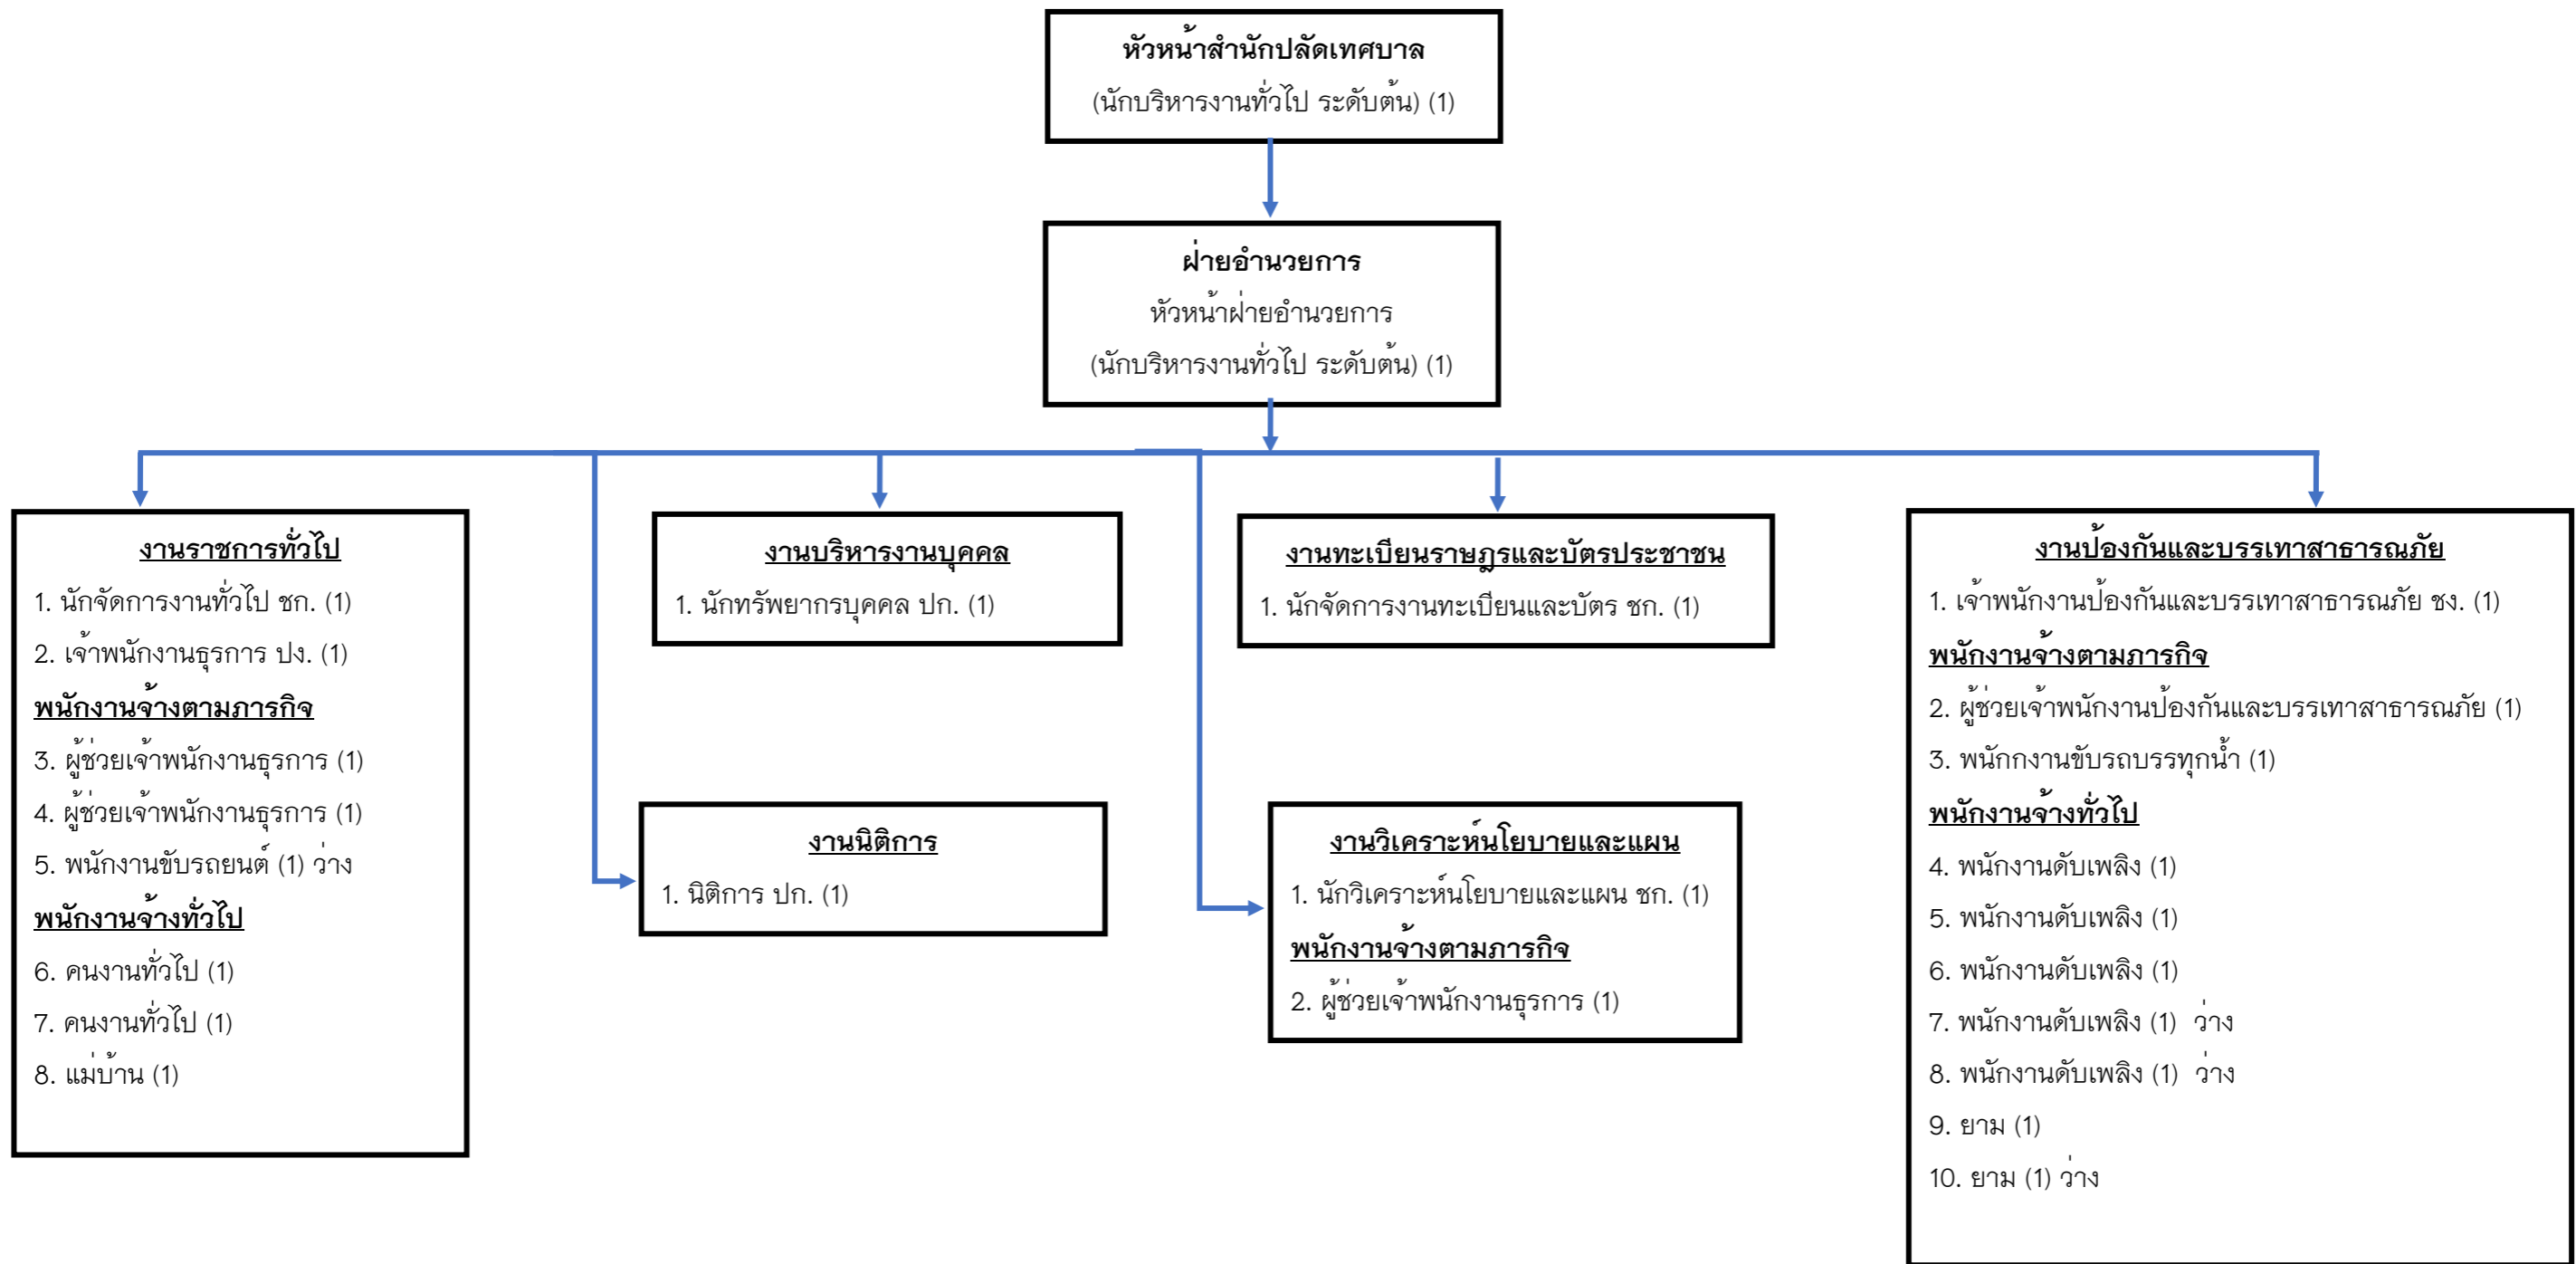 หัวหน้าสำนักปลัดเทศบาล
(นักบริหารงานทั่วไป ระดับต้น) (1)
ฝ่ายอำนวยการ
หัวหน้าฝ่ายอำนวยการ
(นักบริหารงานทั่วไป ระดับต้น) (1)
งานราชการทั่วไป
1. นักจัดการงานทั่วไป ชก. (1)
2. เจ้าพนักงานธุรการ ปง. (1)
พนักงานจ้างตามภารกิจ
3. ผู้ช่วยเจ้าพนักงานธุรการ (1)
4. ผู้ช่วยเจ้าพนักงานธุรการ (1)
5. พนักงานขับรถยนต์ (1) ว่าง
พนักงานจ้างทั่วไป
6. คนงานทั่วไป (1)
7. คนงานทั่วไป (1)
8. แม่บ้าน (1)
งานบริหารงานบุคคล
1. นักทรัพยากรบุคคล ปก. (1)
งานนิติการ
1. นิติการ ปก. (1)
งานทะเบียนราษฎรและบัตรประชาชน
1. นักจัดการงานทะเบียนและบัตร ชก. (1)
งานวิเคราะห์นโยบายและแผน
1. นักวิเคราะห์นโยบายและแผน ชก. (1)
พนักงานจ้างตามภารกิจ
2. ผู้ช่วยเจ้าพนักงานธุรการ (1)
งานป้องกันและบรรเทาสาธารณภัย
1. เจ้าพนักงานป้องกันและบรรเทาสาธารณภัย ชง. (1)
พนักงานจ้างตามภารกิจ
2. ผู้ช่วยเจ้าพนักงานป้องกันและบรรเทาสาธารณภัย (1)
3. พนักกงานขับรถบรรทุกน้ำ (1)
พนักงานจ้างทั่วไป
4. พนักงานดับเพลิง (1)
5. พนักงานดับเพลิง (1)
6. พนักงานดับเพลิง (1)
7. พนักงานดับเพลิง (1) ว่าง
8. พนักงานดับเพลิง (1) ว่าง
9. ยาม (1)
10. ยาม (1) ว่าง